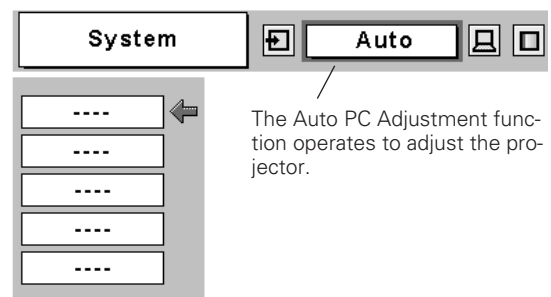 System
Auto
----
----
----
----
----
The Auto PC Adjustment func-
tion operates to adjust the pro-
jector.